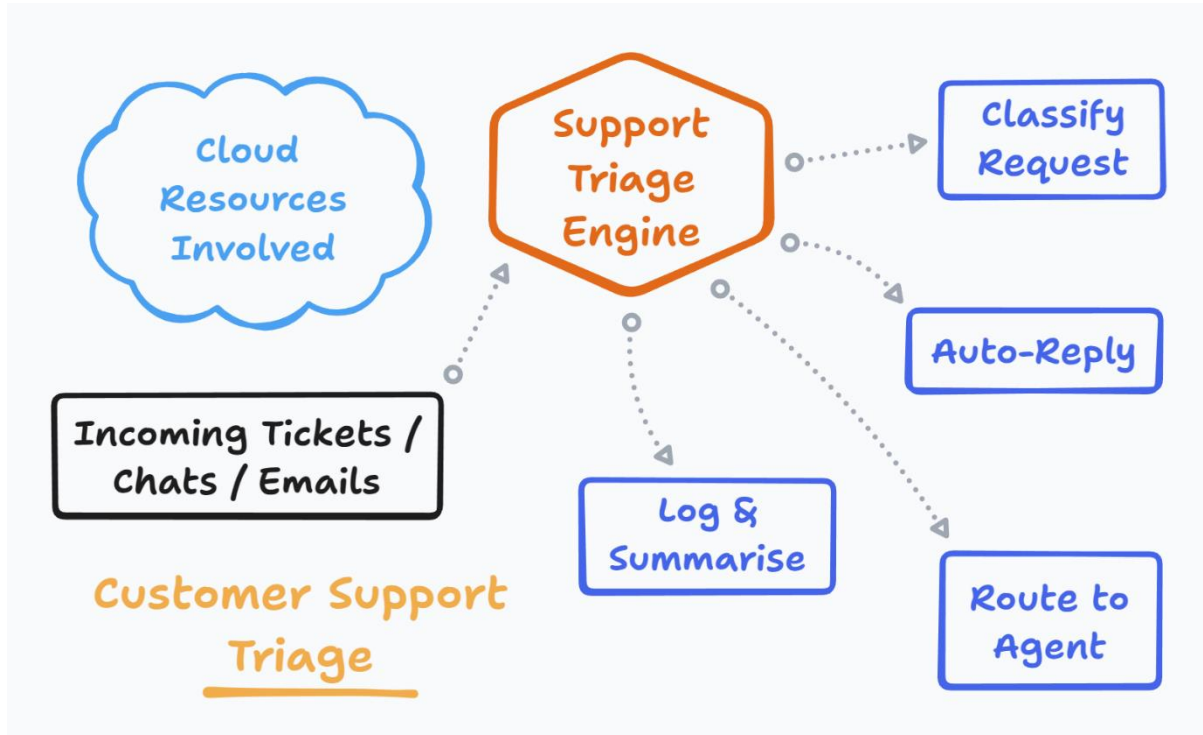 Cloud
Resources
Involved
Support
Triage
Engine
Classify
Request
Auto-Reply
Incoming Tickets /
Chats / Emails
Log &
Summarise
Route to
Agent
Customer Support
Triage